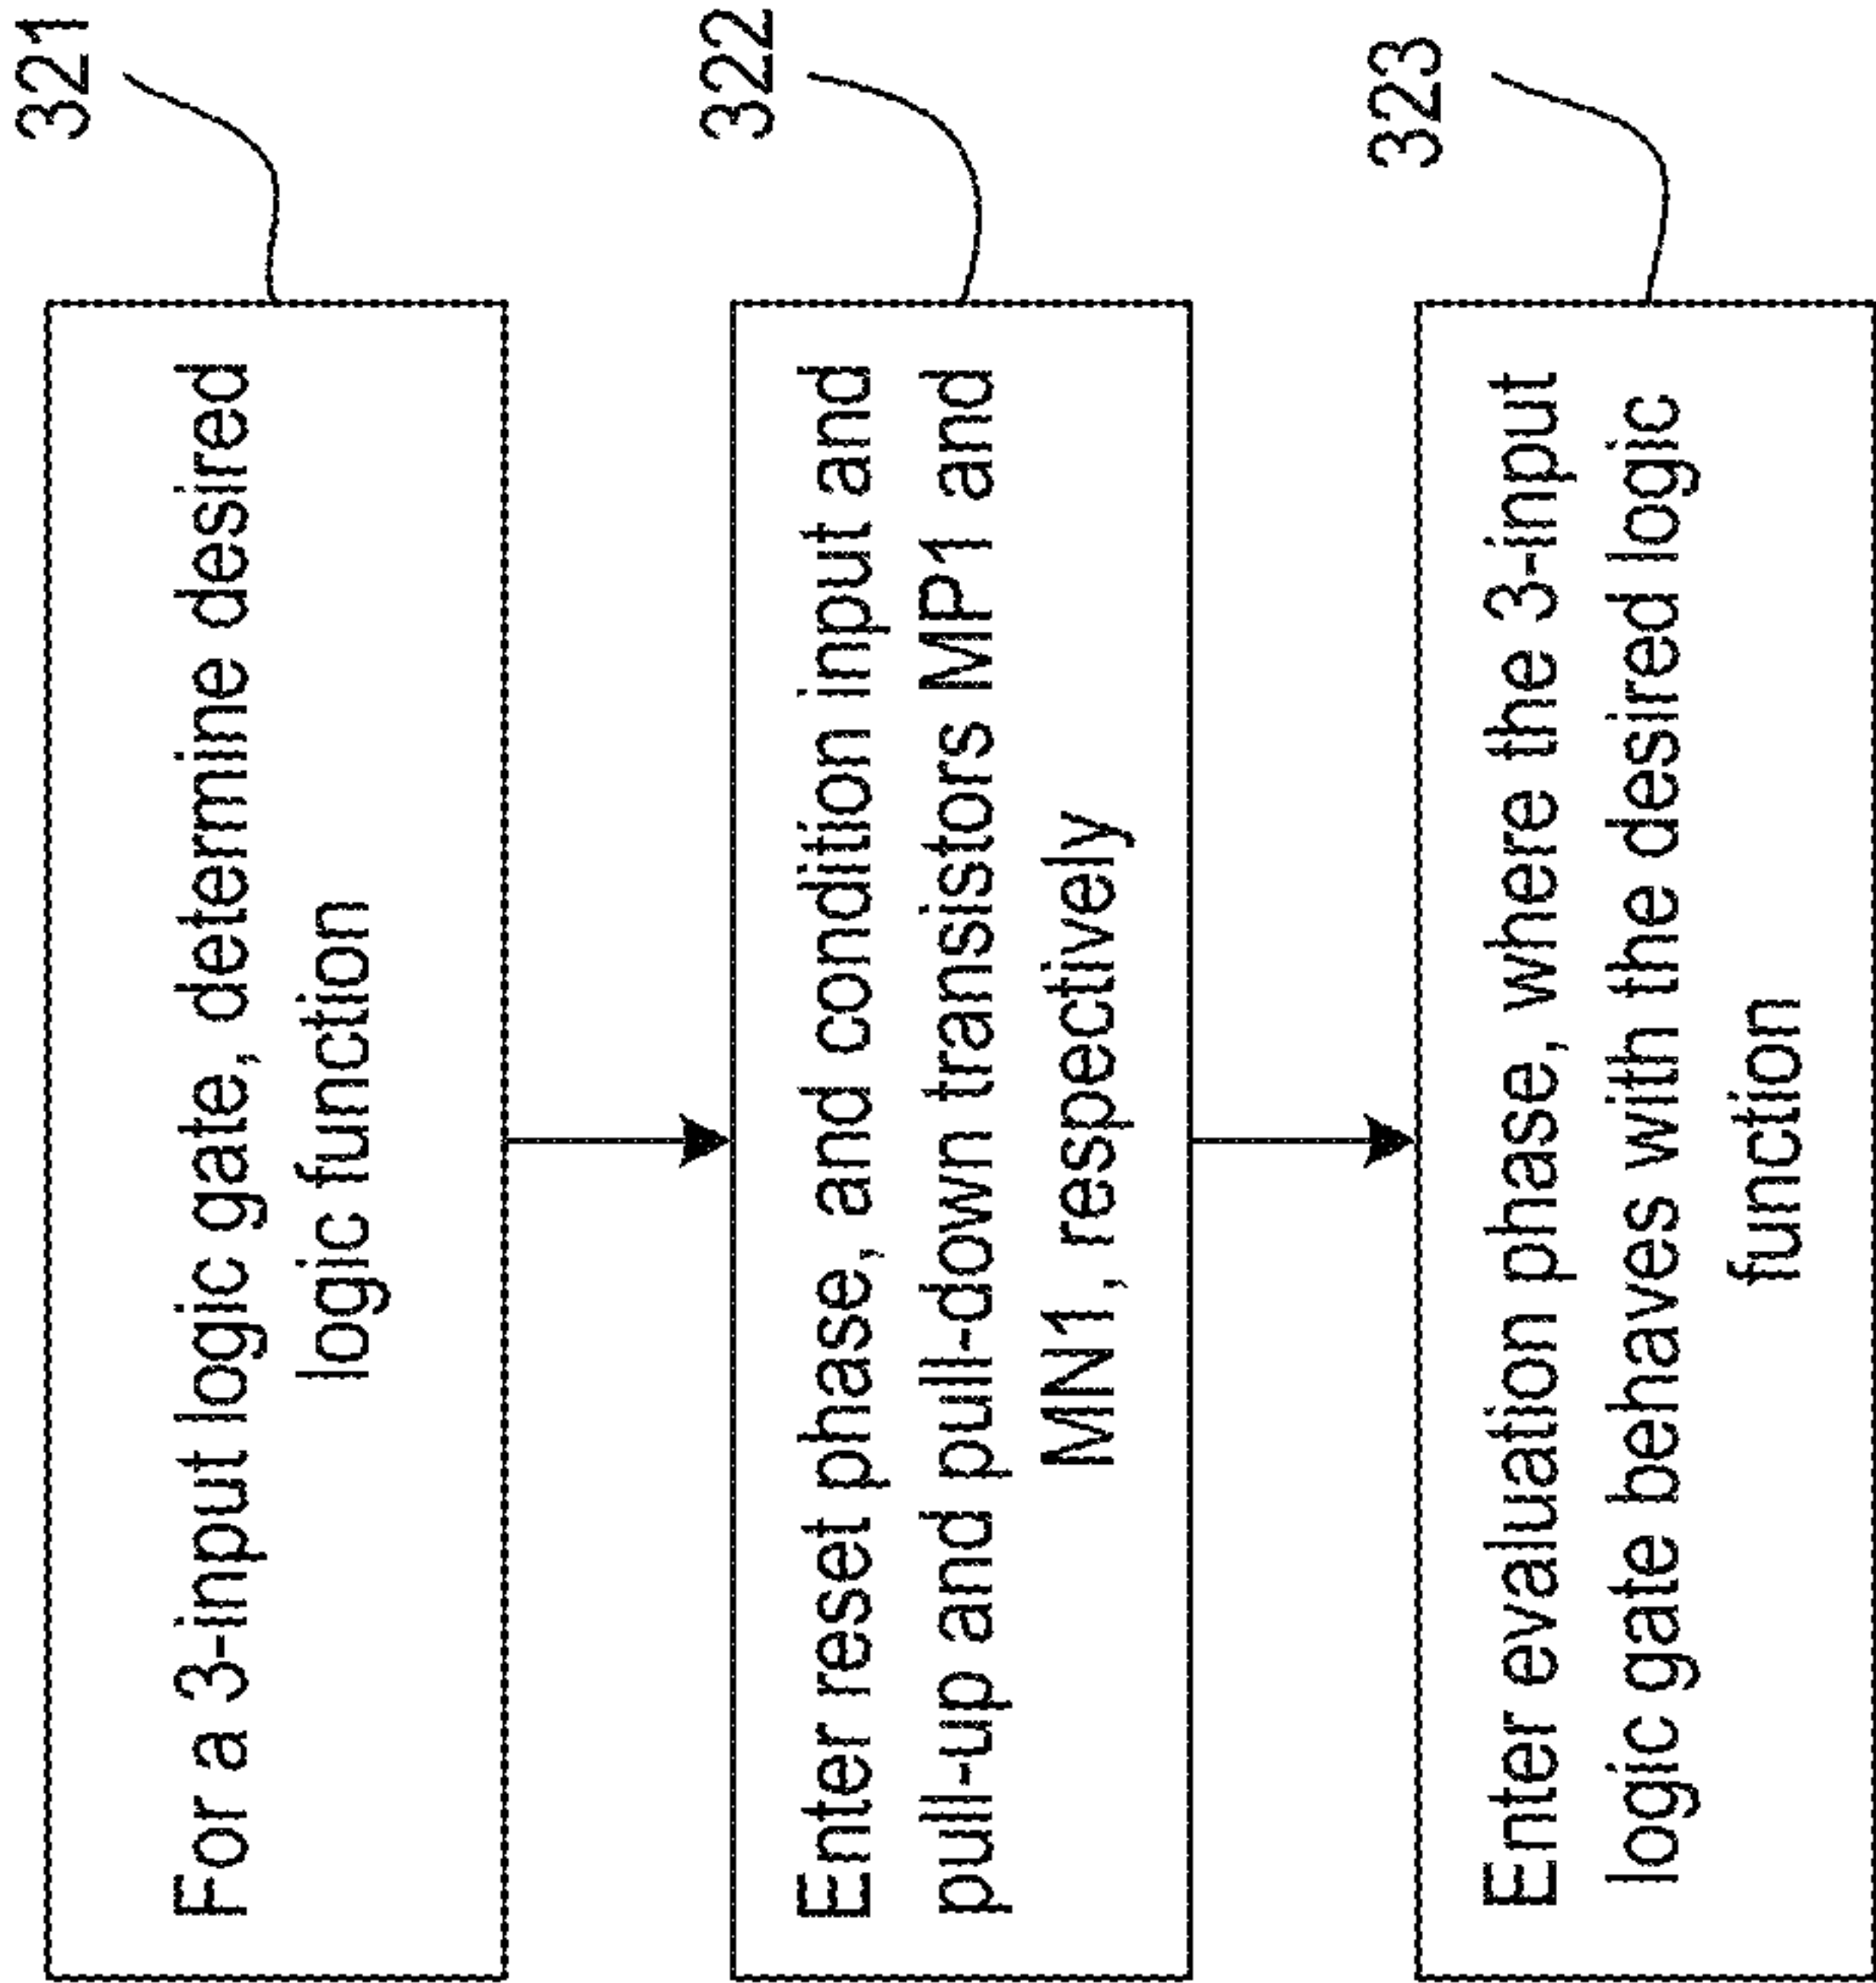 321
For a 3-input logic gate, determine desired
logic function
322
Enter reset phase, and condition input and
pull-up and pull-down transistors MP1 and
MN1, respectively
323
Enter evaluation phase, where the 3-input
logic gate behaves with the desired logic
function